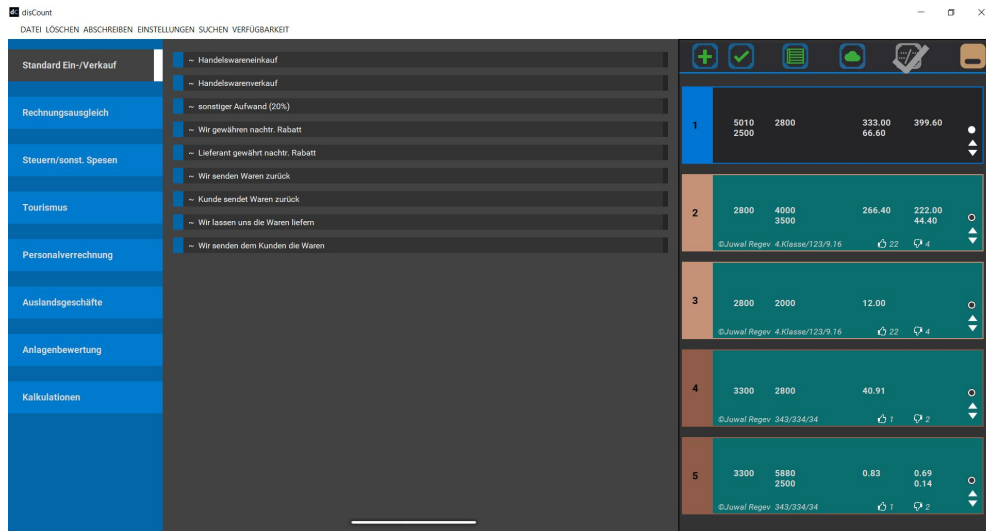 dc disCount
DATEI LÖSCHEN ABSCHREIBEN EINSTELLUNGEN SUCHEN VERFÜGBARKEIT
Standard Ein-/Verkauf
Rechnungsausgleich
Steuern/sonst. Spesen
Tourismus
Personalverrechnung
Auslandsgeschäfte
Anlagenbewertung
Kalkulationen
~ Handelswareneinkauf
~ Handelswarenverkauf
~ sonstiger Aufwand (20%)
~ Wir gewähren nachtr. Rabatt
~ Lieferant gewährt nachtr. Rabatt
~ Wir senden Waren zurück
~ Kunde sendet Waren zurück
~ Wir lassen uns die Waren liefern
~ Wir senden dem Kunden die Waren
1 5010 2800 333.00 399.60
2500 66.60
2 2800 4000 266.40 222.00
3500 44.40
©Juwal Regev 4.Klasse/123/9.16 22 4
3 2800 2000 12.00
©Juwal Regev 4.Klasse/123/9.16 22 4
4 3300 2800 40.91
©Juwal Regev 343/334/34 1 2
5 3300 5880 0.83 0.69
2500 0.14
©Juwal Regev 343/334/34 1 2